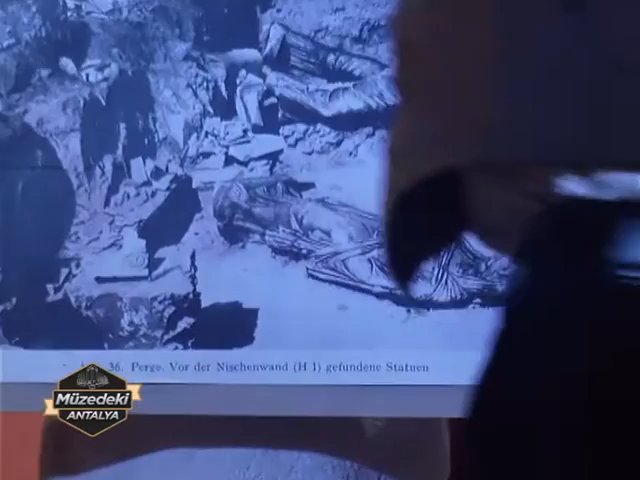 36. Perge. Vor der Nischenwand (H 1) gefundene Statuen
Müzedeki
ANTALYA